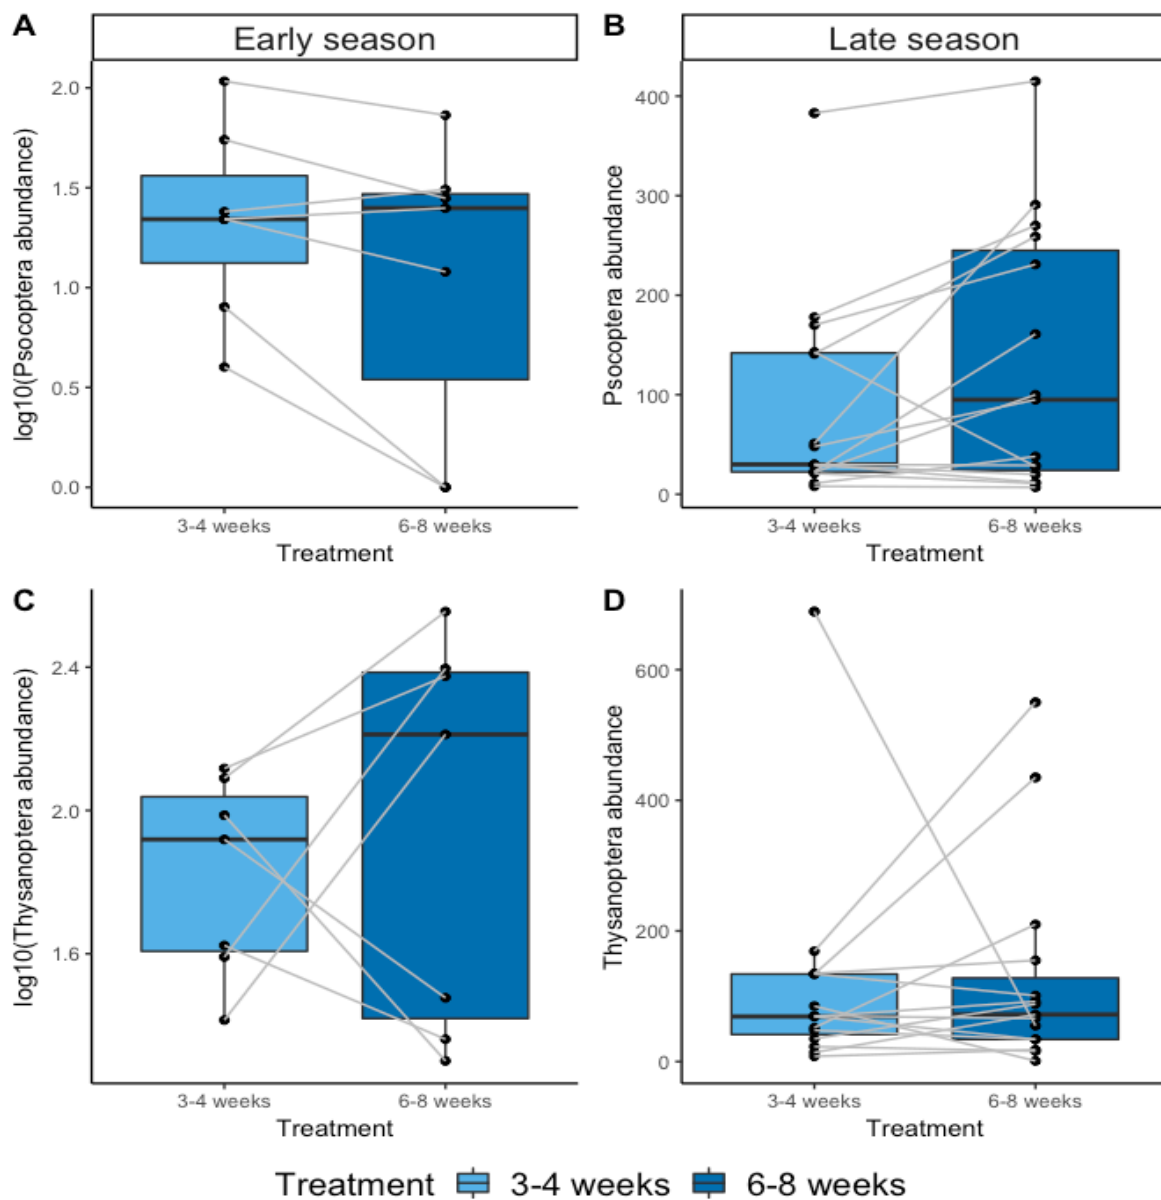 A
Early season
B
Late season
log10(Psocoptera abundance)
2.0
1.5
1.0
0.5
0.0
3-4 weeks
6-8 weeks
Treatment
Psocoptera abundance
400
300
200
100
0
3-4 weeks
6-8 weeks
Treatment
C
log10(Thysanoptera abundance)
2.4
2.0
1.6
3-4 weeks
6-8 weeks
Treatment
D
Thysanoptera abundance
600
400
200
0
3-4 weeks
6-8 weeks
Treatment
Treatment 3-4 weeks 6-8 weeks